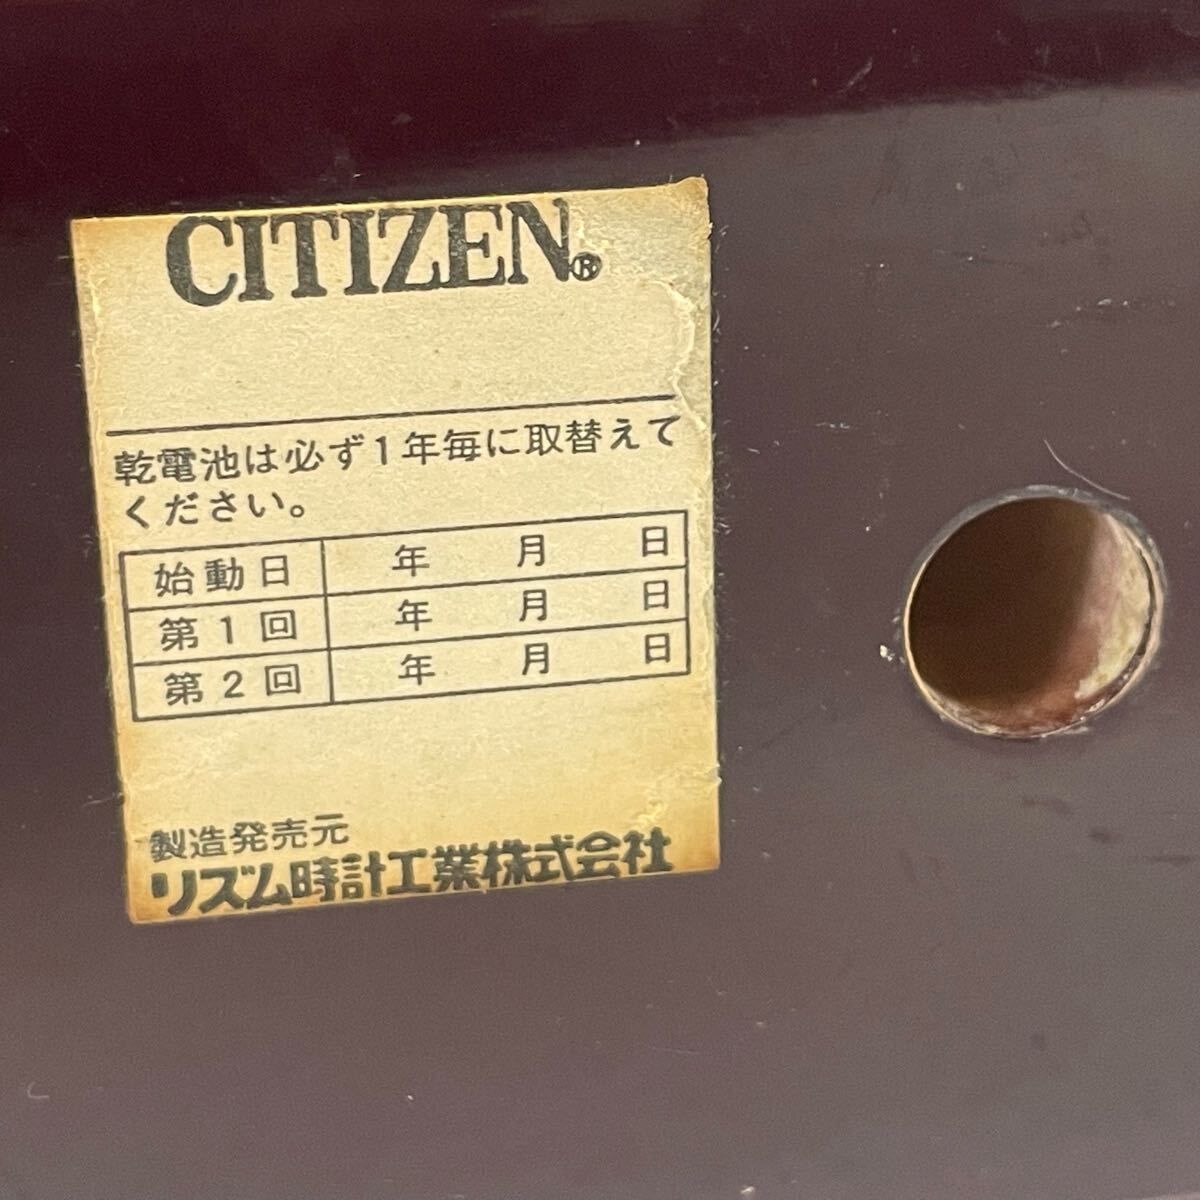 CITIZEN®
乾電池は必ず1年毎に取替えて
ください。
始動日 年 月 日
第1回 年 月 日
第2回 年 月 日
製造発売元
リズム時計工業株式会社